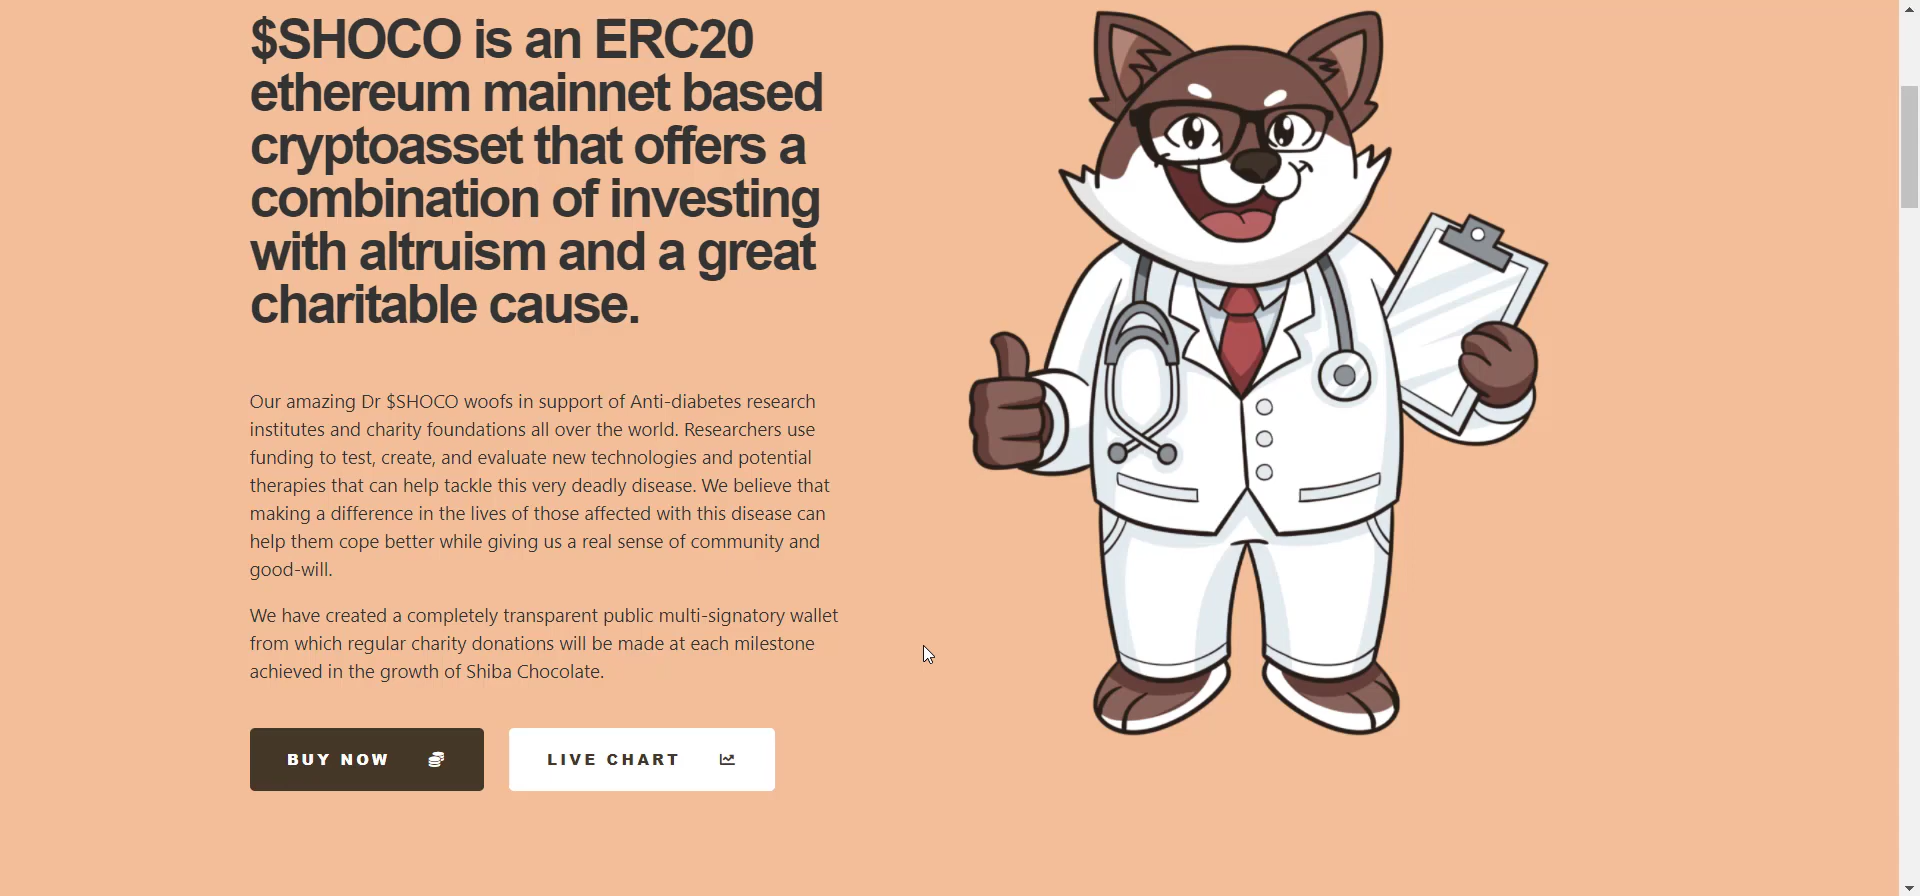 $SHOCO is an ERC20
ethereum mainnet based
cryptoasset that offers a
combination of investing
with altruism and a great
charitable cause.
Our amazing Dr $SHOCO woofs in support of Anti-diabetes research
institutes and charity foundations all over the world. Researchers use
funding to test, create, and evaluate new technologies and potential
therapies that can help tackle this very deadly disease. We believe that
making a difference in the lives of those affected with this disease can
help them cope better while giving us a real sense of community and
good-will.
We have created a completely transparent public multi-signatory wallet
from which regular charity donations will be made at each milestone
achieved in the growth of Shiba Chocolate.
BUY NOW
LIVE CHART